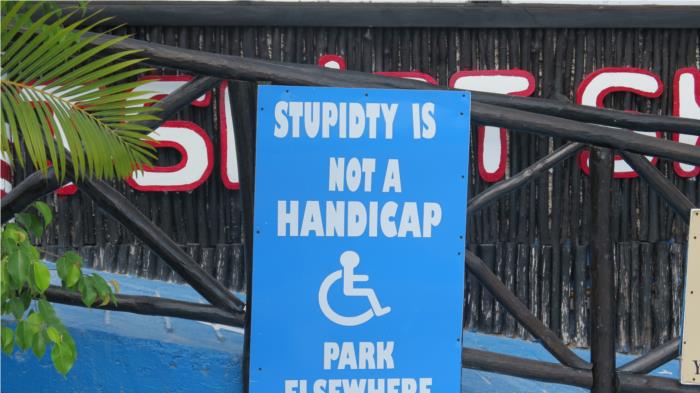 STUPIDTY IS
NOT A
HANDICAP
PARK
ELSEWHERE